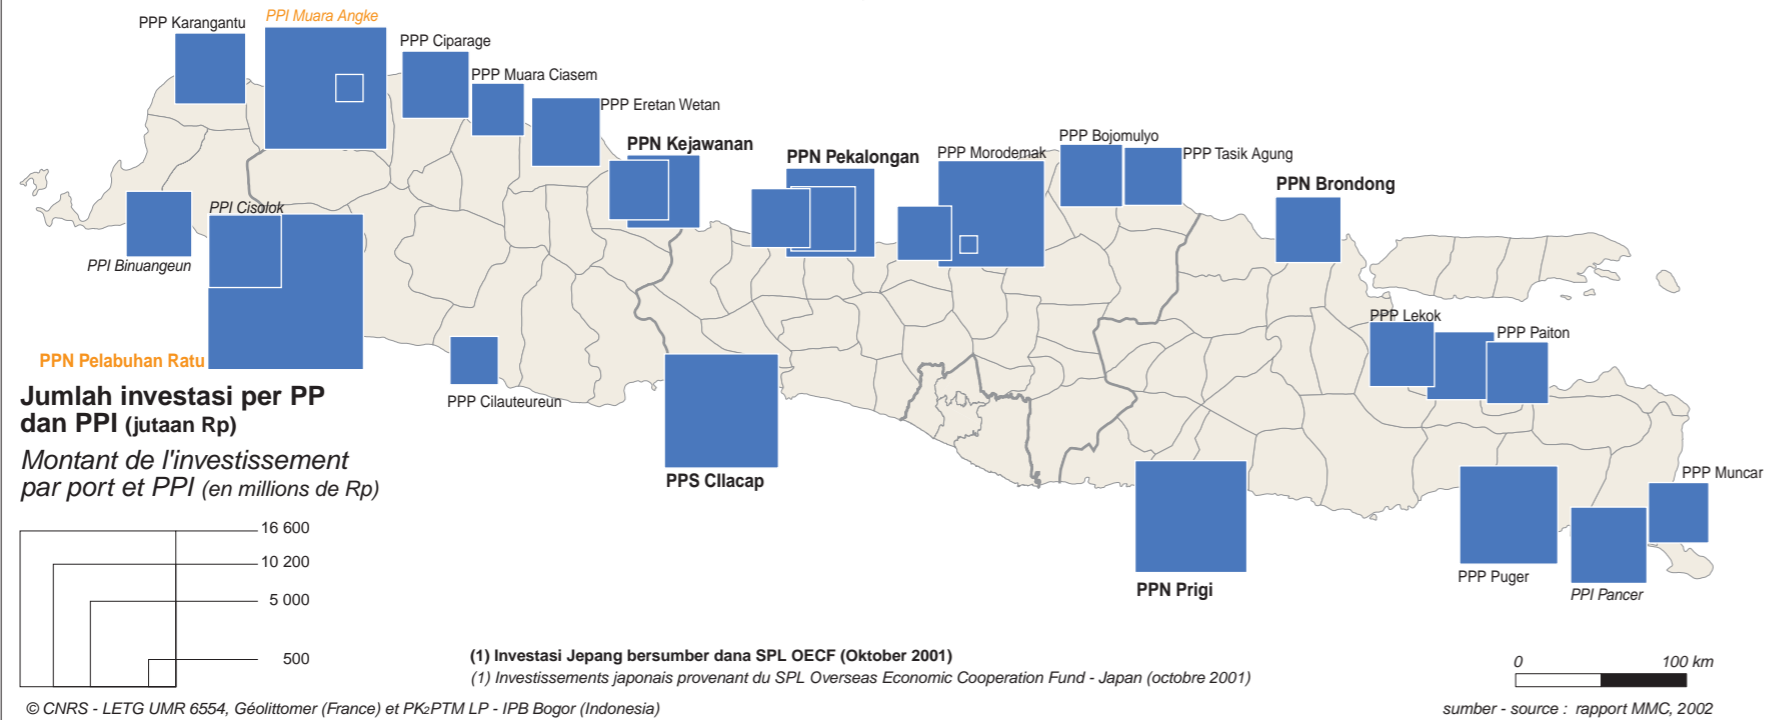 PPI Muara Angke
PPP Karangantu
PPP Ciparage
PPP Muara Ciasem
PPP Eretan Wetan
PPN Kejawanan
PPN Pekalongan
PPP Morodemak
PPP Bojomulyo
PPP Tasik Agung
PPN Brondong
PPI Cisolok
PPI Binuangeun
PPN Pelabuhan Ratu
PPP Cilauteureun
PPS CIlacap
PPP Lekok
PPP Paiton
PPN Prigi
PPP Puger
PPI Pancer
PPP Muncar
Jumlah investasi per PP
dan PPI (jutaan Rp)
Montant de l'investissement
par port et PPI (en millions de Rp)
16 600
10 200
5 000
500
(1) Investasi Jepang bersumber dana SPL OECF (Oktober 2001)
(1) Investissements japonais provenant du SPL Overseas Economic Cooperation Fund - Japan (octobre 2001)
0 100 km
© CNRS - LETG UMR 6554, Géolittomer (France) et PK2PTM LP - IPB Bogor (Indonesia)
sumber - source : rapport MMC, 2002